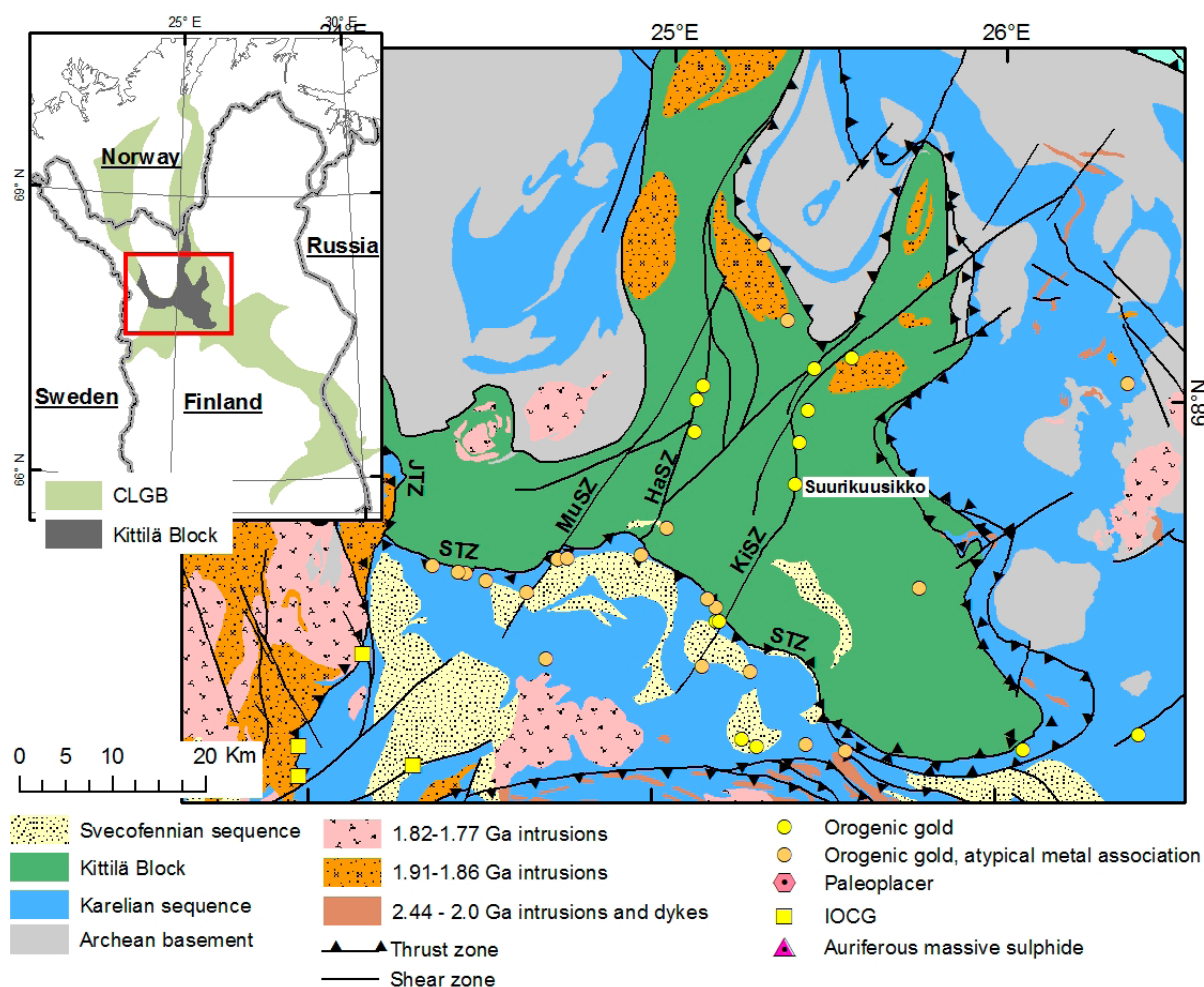 25° E
30° E
24° E
25° E
26° E
Norway
69° N
Russia
Sweden
Finland
66° N
CLGB
Kittilä Block
68° N
JTZ
STZ
MuSZ
HaSZ
KiSZ
Suurikuusikko
STZ
0 5 10 20 Km
Svecofennian sequence
Kittilä Block
Karelian sequence
Archean basement
1.82-1.77 Ga intrusions
1.91-1.86 Ga intrusions
2.44 - 2.0 Ga intrusions and dykes
Thrust zone
Shear zone
Orogenic gold
Orogenic gold, atypical metal association
Paleoplacer
IOCG
Auriferous massive sulphide